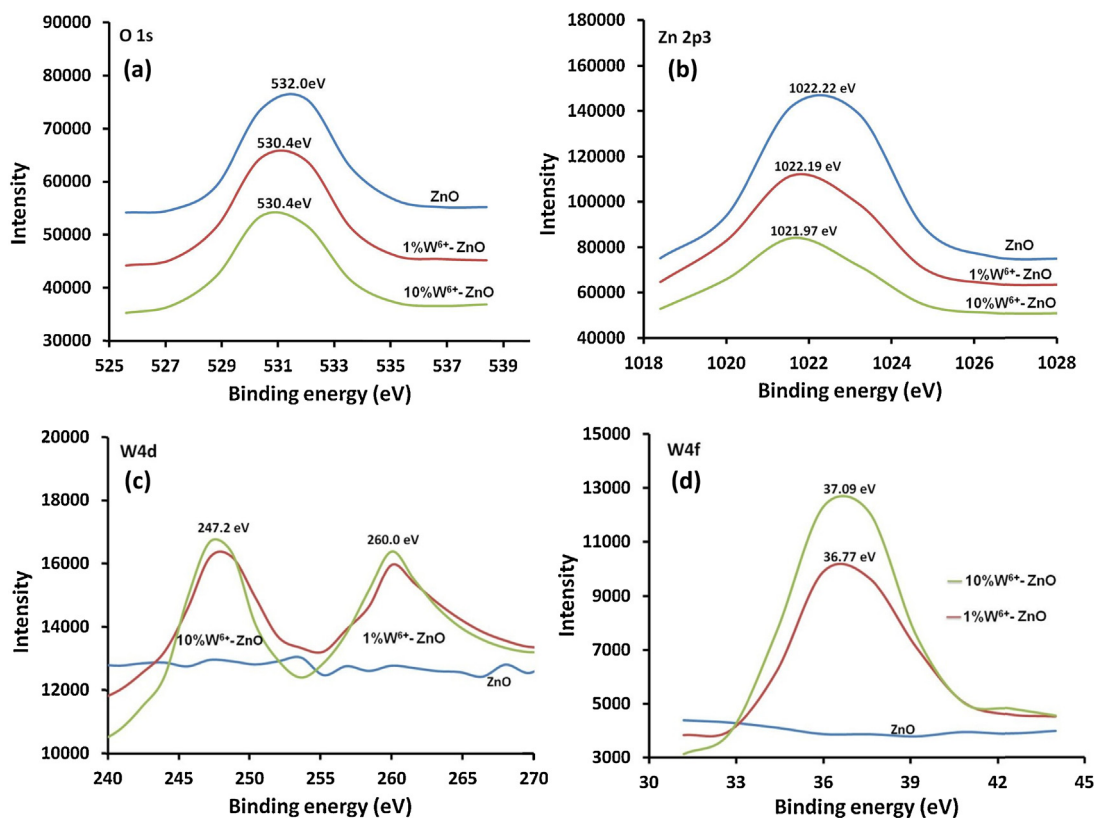 O 1s
(a)
90000
80000
70000
60000
50000
40000
30000
Intensity
532.0eV
530.4eV
530.4eV
ZnO
1%W⁶⁺-ZnO
10%W⁶⁺-ZnO
525 527 529 531 533 535 537 539
Binding energy (eV)
Zn 2p3
(b)
180000
160000
140000
120000
100000
80000
60000
40000
Intensity
1022.22 eV
1022.19 eV
1021.97 eV
ZnO
1%W⁶⁺-ZnO
10%W⁶⁺-ZnO
1018 1020 1022 1024 1026 1028
Binding energy (eV)
W4d
(c)
20000
18000
16000
14000
12000
10000
Intensity
247.2 eV
260.0 eV
10%W⁶⁺-ZnO
1%W⁶⁺-ZnO
ZnO
240 245 250 255 260 265 270
Binding energy (eV)
W4f
(d)
15000
13000
11000
9000
7000
5000
3000
Intensity
37.09 eV
36.77 eV
10%W⁶⁺-ZnO
1%W⁶⁺-ZnO
ZnO
30 33 36 39 42 45
Binding energy (eV)